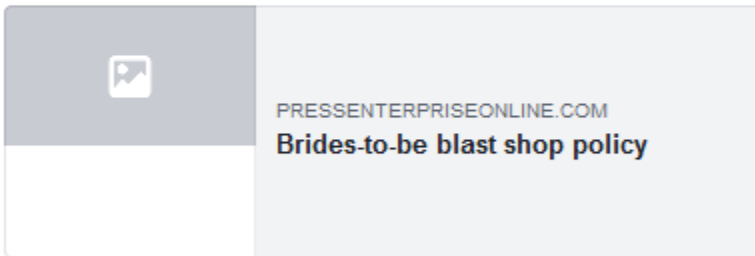 PRESSENTERPRISEONLINE.COM
Brides-to-be blast shop policy